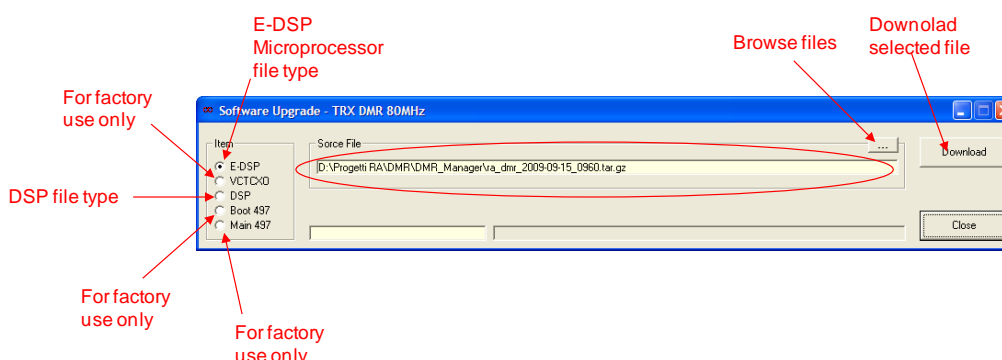 E-DSP
Microprocessor
file type
Downolad
selected file
Browse files
For factory
use only
Software Upgrade - TRX DMR 80MHz
Item
Sorce File
...
Download
E-DSP
D:\Progetti RA\DMR\DMR_Manager\ra_dmr_2009-09-15_0960.tar.gz
VCTCXO
DSP file type
DSP
Boot 497
Main 497
Close
For factory
use only
For factory
use only